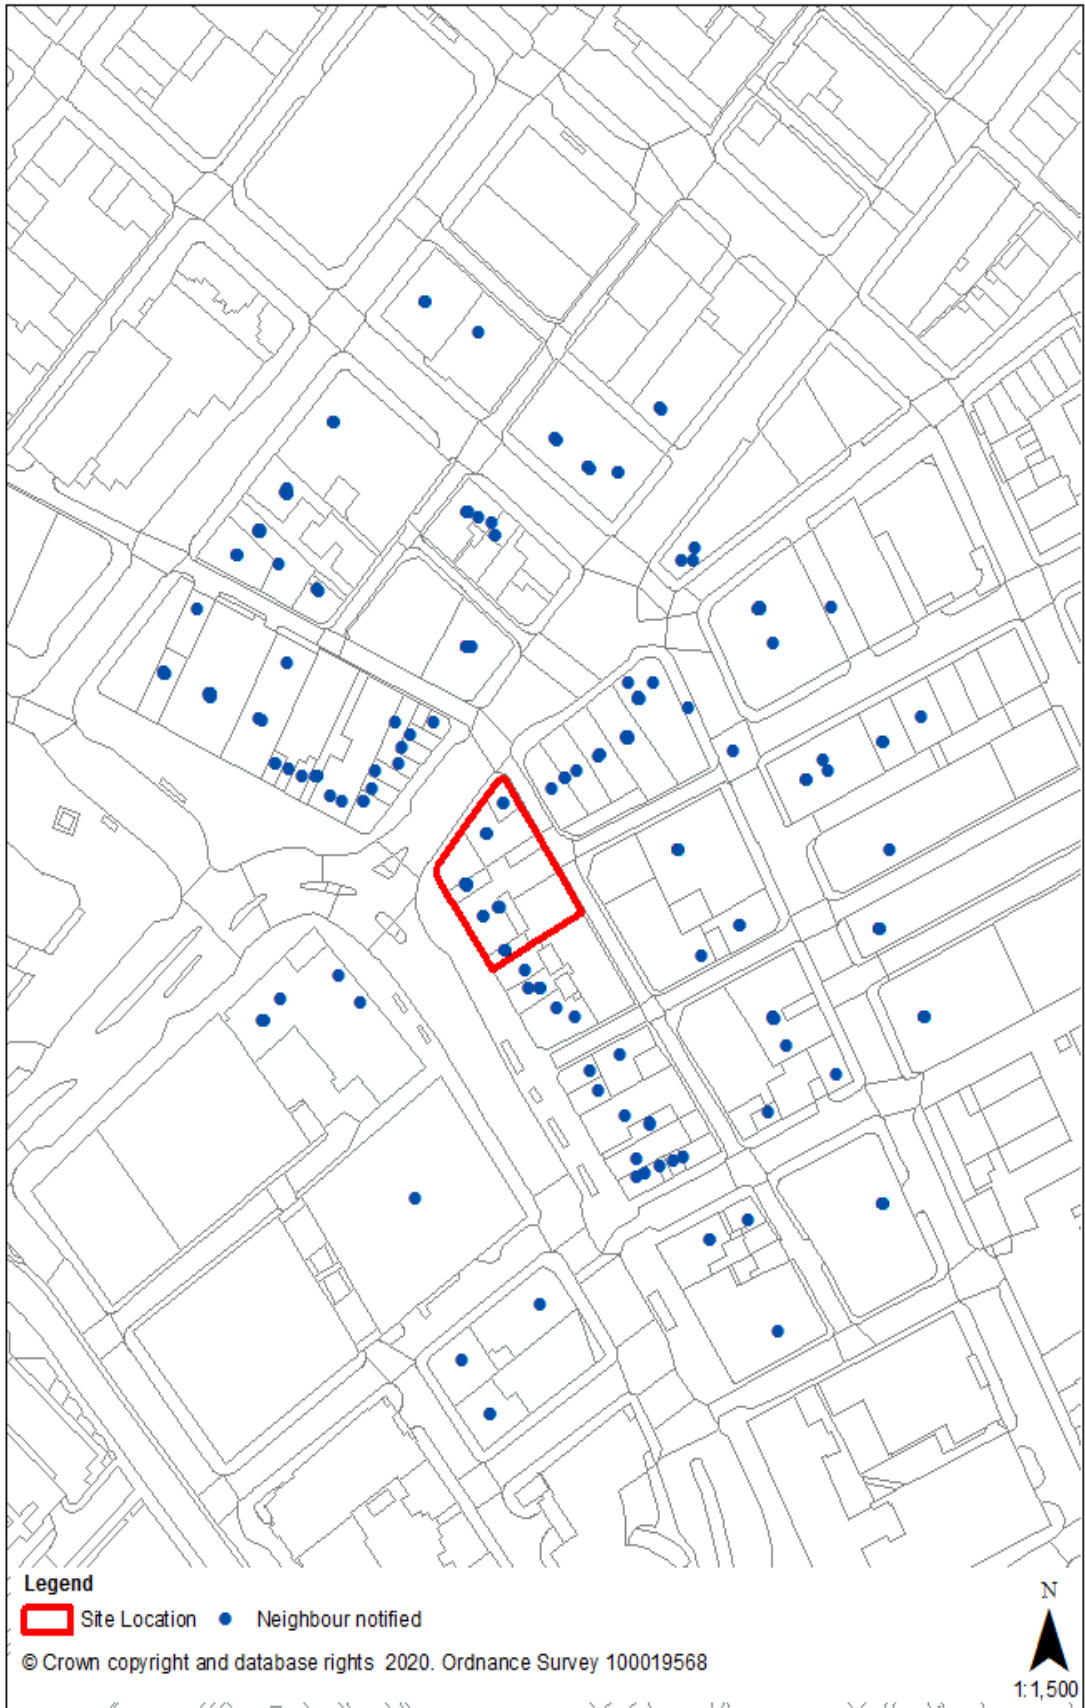 Legend
Site Location Neighbour notified
© Crown copyright and database rights 2020. Ordnance Survey 100019568
N
1:1,500